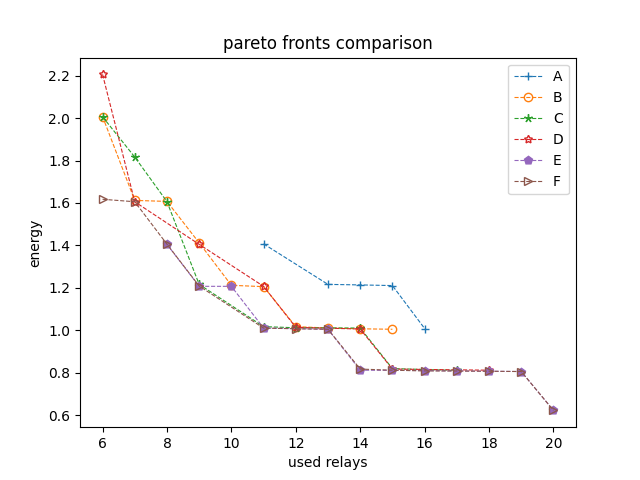 pareto fronts comparison
2.2
2.0
1.8
1.6
1.4
1.2
1.0
0.8
0.6
energy
A
B
C
D
E
F
6 8 10 12 14 16 18 20
used relays